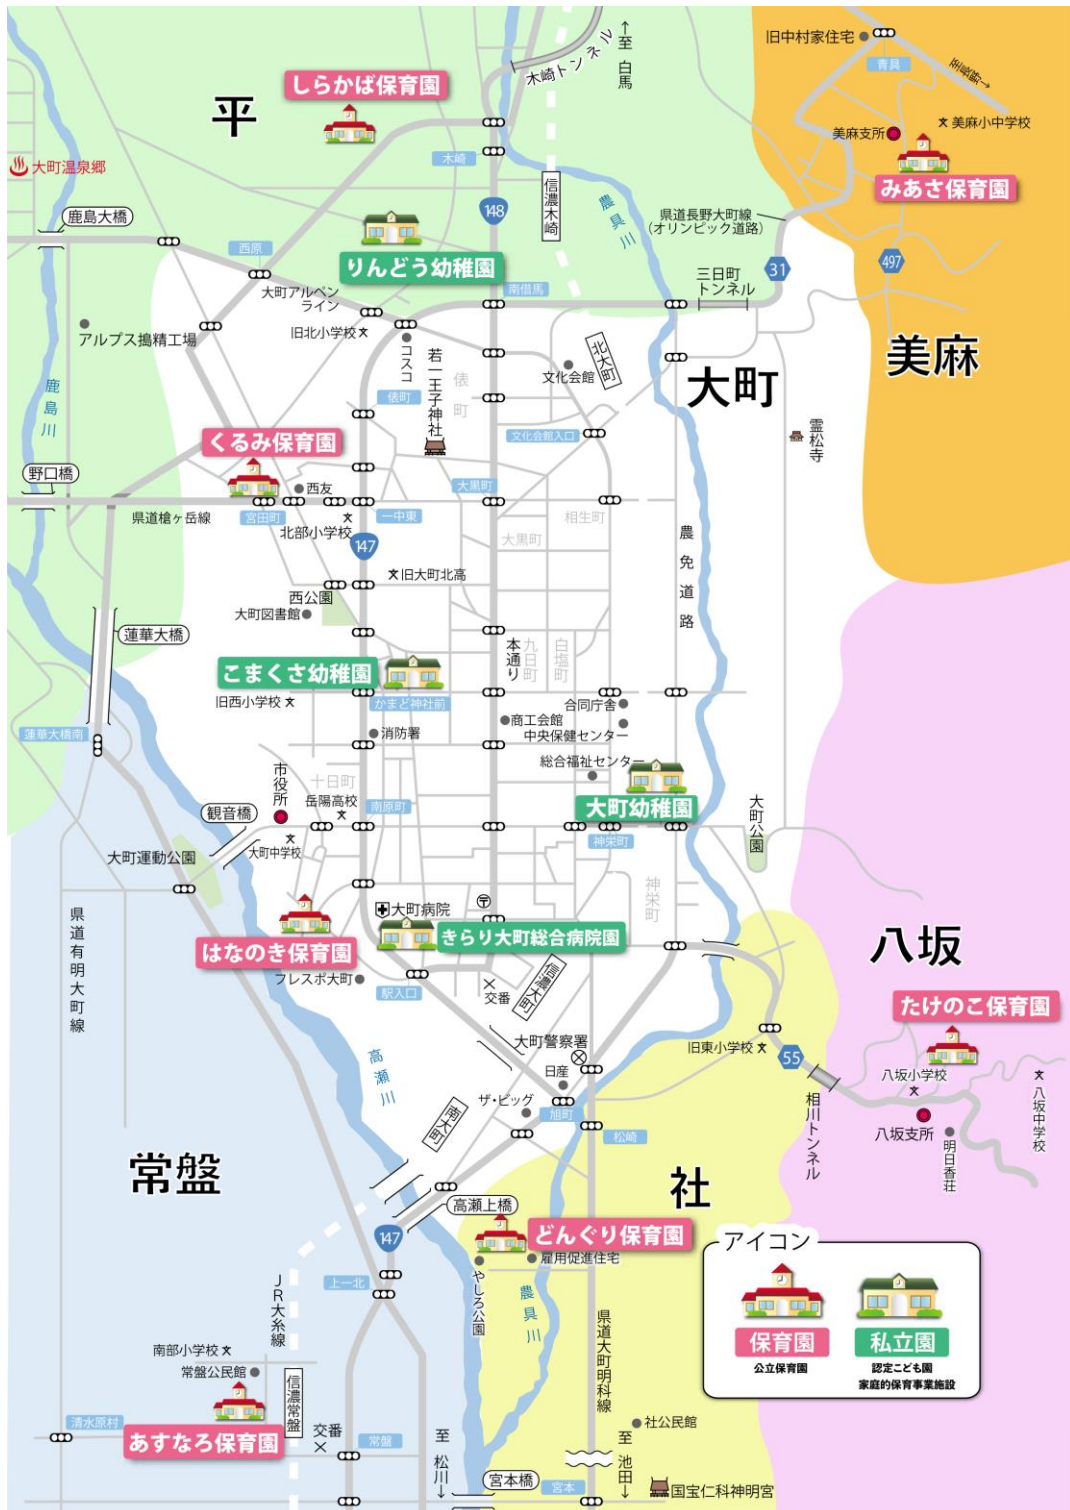 平
しらかば保育園
木崎トンネル
↑至 白馬
旧中村家住宅
青具
至長野→
美麻支所
美麻小中学校
みあさ保育園
大町温泉郷
木崎
信濃木崎
農具川
148
鹿島大橋
県道長野大町線
(オリンピック道路)
西原
りんどう幼稚園
497
31
三日町
トンネル
南借馬
大町アルペン
ライン
旧北小学校
アルプス搗精工場
コスコ
若一王子神社
俵町
文化会館
北大町
大町
美麻
鹿島川
俵町
くるみ保育園
文化会館入口
霊松寺
野口橋
西友
大黒町
県道槍ヶ岳線
宮田町
一中東
北部小学校
相生町
大黒町
147
農免道路
旧大町北高
西公園
大町図書館
蓮華大橋
本通り
九日町
白塩町
こまくさ幼稚園
旧西小学校
かまど神社前
合同庁舎
商工会館
中央保健センター
蓮華大橋南
消防署
総合福祉センター
市役所
十日町
岳陽高校
南原町
大町幼稚園
大町公園
観音橋
大町中学校
神栄町
大町運動公園
神栄町
大町病院
県道有明大町線
はなのき保育園
きらり大町総合病院園
八坂
フレスポ大町
駅入口
交番
信濃大町
たけのこ保育園
大町警察署
旧東小学校
55
高瀬川
日産
八坂小学校
八坂中学校
ザ・ビッグ
旭町
相川トンネル
八坂支所
明日香荘
南大町
松崎
常盤
社
高瀬上橋
147
どんぐり保育園
雇用促進住宅
やしろ公園
農具川
上一北
JR大糸線
県道大町明科線
アイコン
保育園
公立保育園
私立園
認定こども園
家庭的保育事業施設
南部小学校
常盤公民館
信濃常盤
清水原村
あすなろ保育園
交番
常盤
至 松川→
社公民館
至 池田→
宮本橋
宮本
国宝仁科神明宮